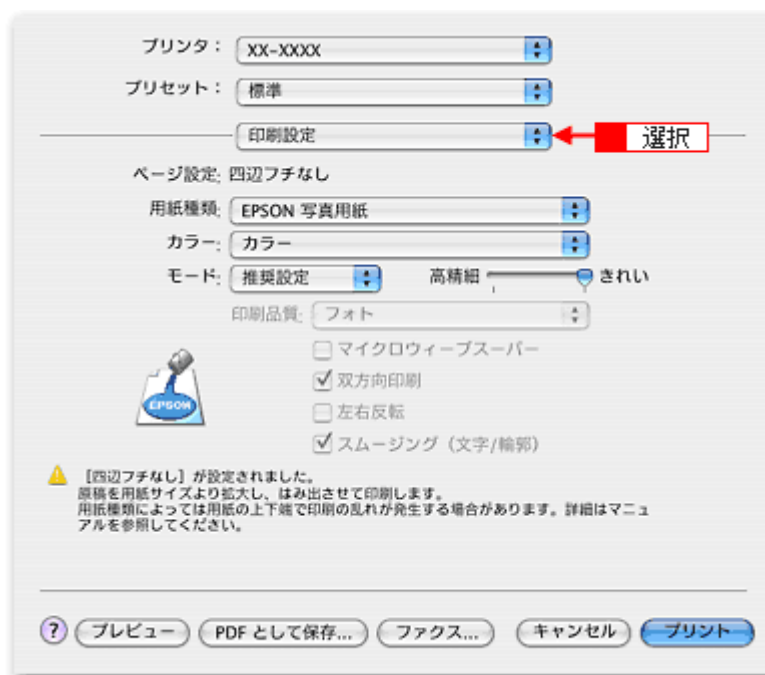 プリンタ： XX-XXXX
プリセット： 標準
印刷設定 選択
ページ設定: 四辺フチなし
用紙種類: EPSON 写真用紙
カラー: カラー
モード: 推奨設定 高精細 きれい
印刷品質: フォト
マイクロウィーブスーパー
双方向印刷
左右反転
EPSON
スムージング（文字/輪郭）
［四辺フチなし］が設定されました。
原稿を用紙サイズより拡大し、はみ出させて印刷します。
用紙種類によっては用紙の上下端で印刷の乱れが発生する場合があります。詳細はマニュ
アルを参照してください。
? プレビュー PDF として保存... ファクス... キャンセル プリント